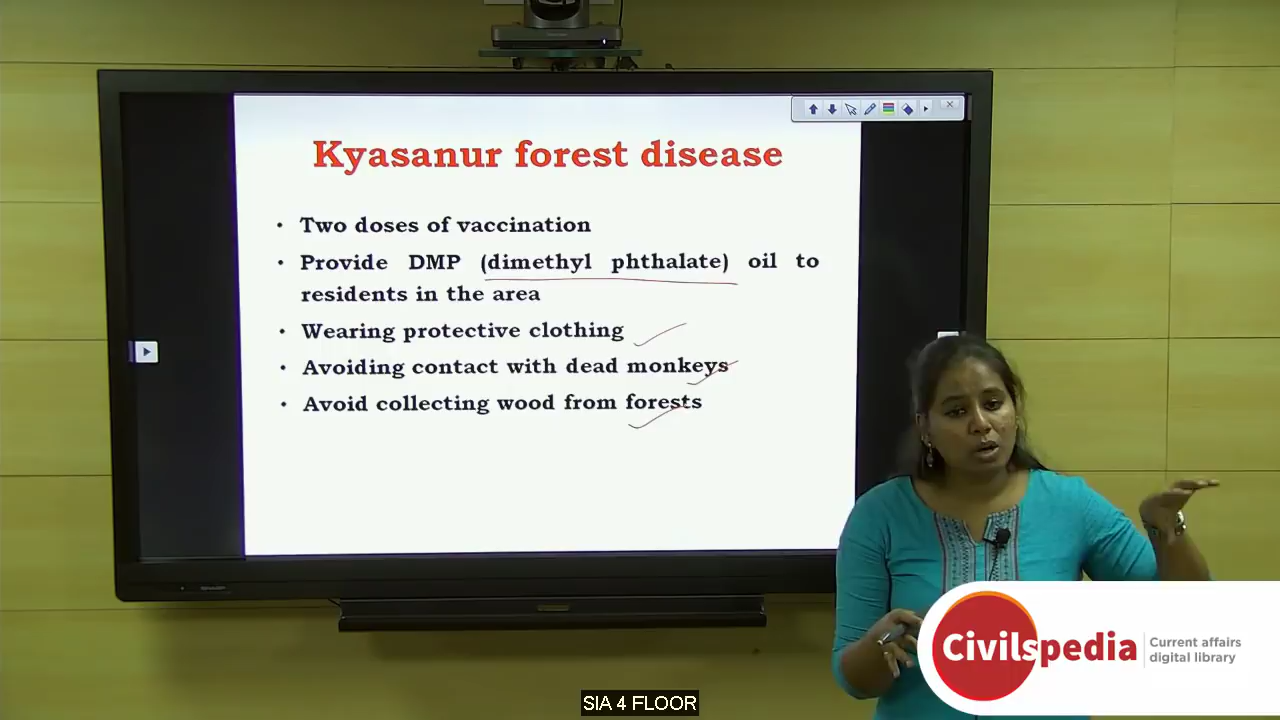 Kyasanur forest disease
• Two doses of vaccination
• Provide DMP (dimethyl phthalate) oil to
residents in the area
• Wearing protective clothing
• Avoiding contact with dead monkeys
• Avoid collecting wood from forests
SHARP
Civilspedia
Current affairs
digital library
SIA 4 FLOOR